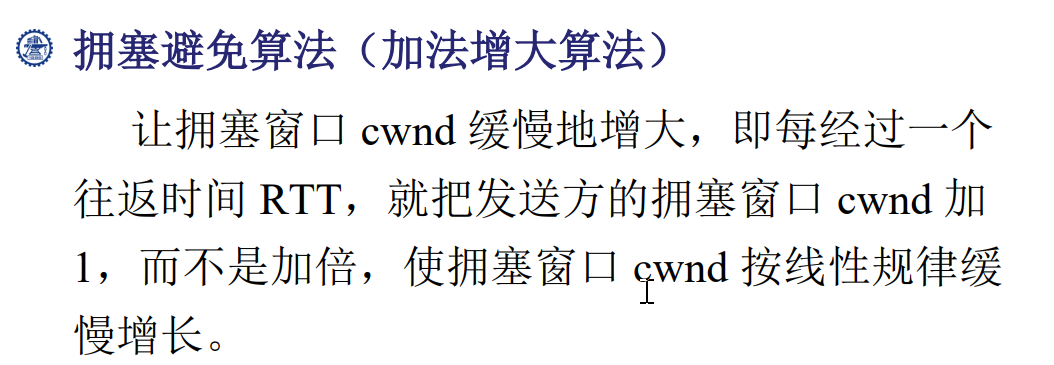 拥塞避免算法（加法增大算法）
让拥塞窗口 cwnd 缓慢地增大，即每经过一个
往返时间 RTT，就把发送方的拥塞窗口 cwnd 加
1，而不是加倍，使拥塞窗口 cwnd 按线性规律缓
慢增长。